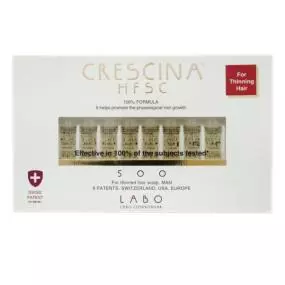 CRESCINA
HFSC
For
Thinning
Hair
100% FORMULA
It helps promote the physiological hair growth
Effective in 100% of the subjects tested*
500
For thinned hair scalp, MAN
6 PATENTS, SWITZERLAND, USA, EUROPE
LABO
SWISS
PATENT